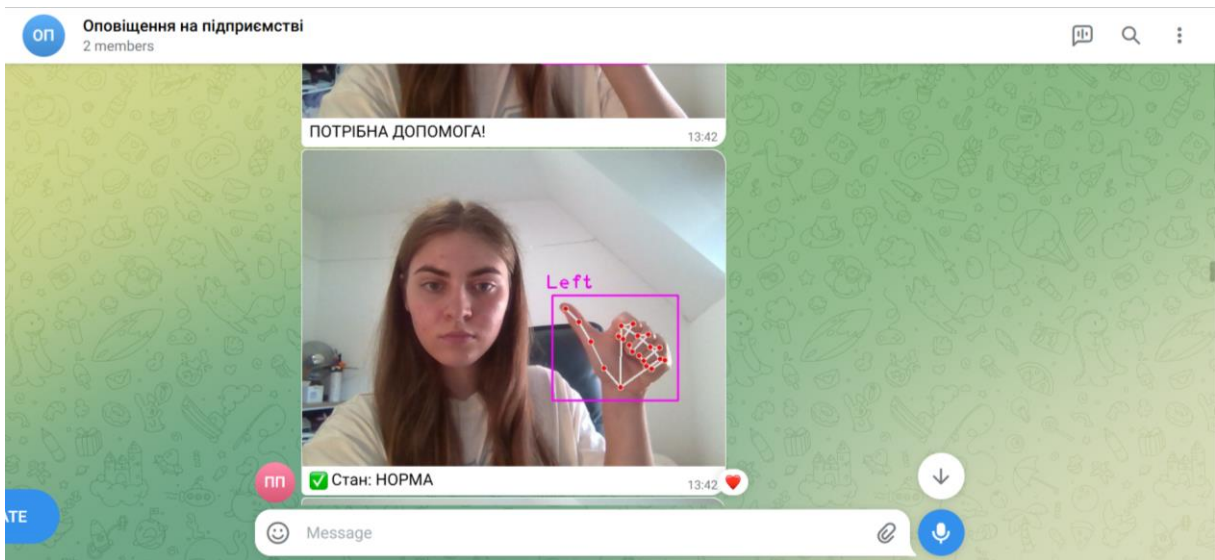 ОП
Оповіщення на підприємстві
2 members
ПОТРІБНА ДОПОМОГА!
13:42
Left
ПП
✅ Стан: НОРМА
13:42
ATE
Message